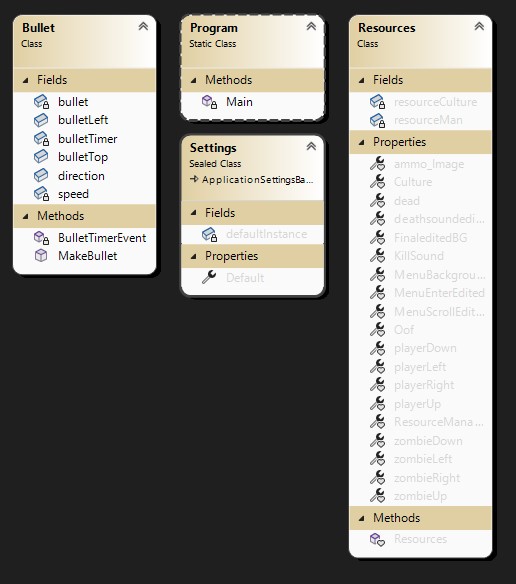 Bullet
Class
Fields
bullet
bulletLeft
bulletTimer
bulletTop
direction
speed
Methods
BulletTimerEvent
MakeBullet
Program
Static Class
Methods
Main
Settings
Sealed Class
ApplicationSettingsBa...
Fields
defaultInstance
Properties
Default
Resources
Class
Fields
resourceCulture
resourceMan
Properties
ammo_Image
Culture
dead
deathsoundedi...
FinaleditedBG
KillSound
MenuBackgrou...
MenuEnterEdited
MenuScrollEdit...
Oof
playerDown
playerLeft
playerRight
playerUp
ResourceMana...
zombieDown
zombieLeft
zombieRight
zombieUp
Methods
Resources